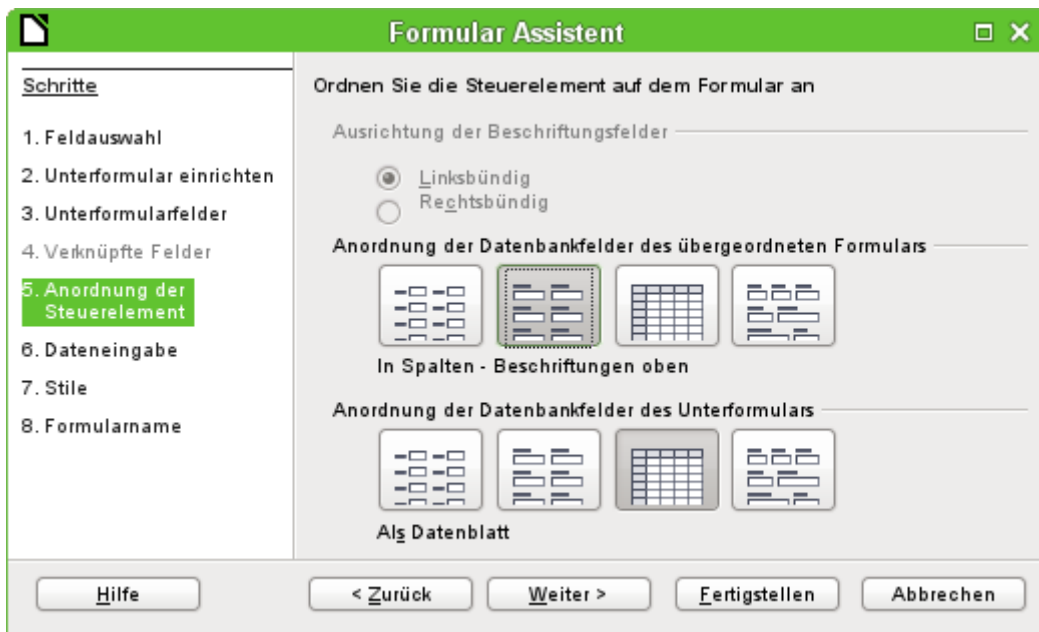 Formular Assistent
Schritte
1. Feldauswahl
2. Unterformular einrichten
3. Unterformularfelder
4. Verknüpfte Felder
5. Anordnung der
Steuerelement
6. Dateneingabe
7. Stile
8. Formularname
Ordnen Sie die Steuerelement auf dem Formular an
Ausrichtung der Beschriftungsfelder
Linksbündig
Rechtsbündig
Anordnung der Datenbankfelder des übergeordneten Formulars
In Spalten - Beschriftungen oben
Anordnung der Datenbankfelder des Unterformulars
Als Datenblatt
Hilfe
< Zurück
Weiter >
Fertigstellen
Abbrechen